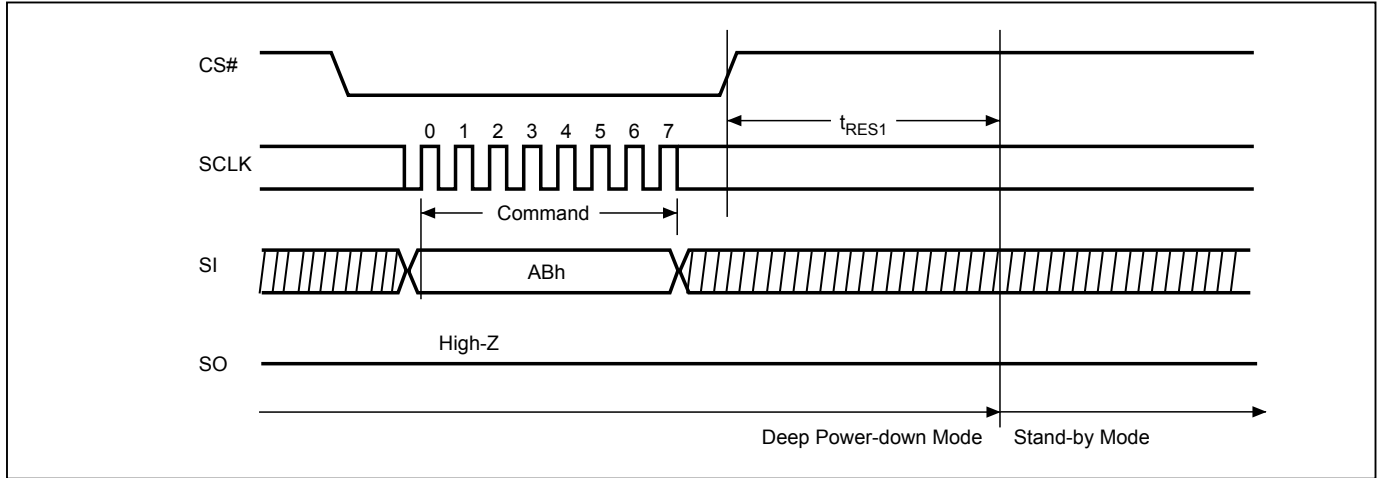 CS#
tRES1
0 1 2 3 4 5 6 7
SCLK
Command
SI
ABh
High-Z
SO
Deep Power-down Mode Stand-by Mode